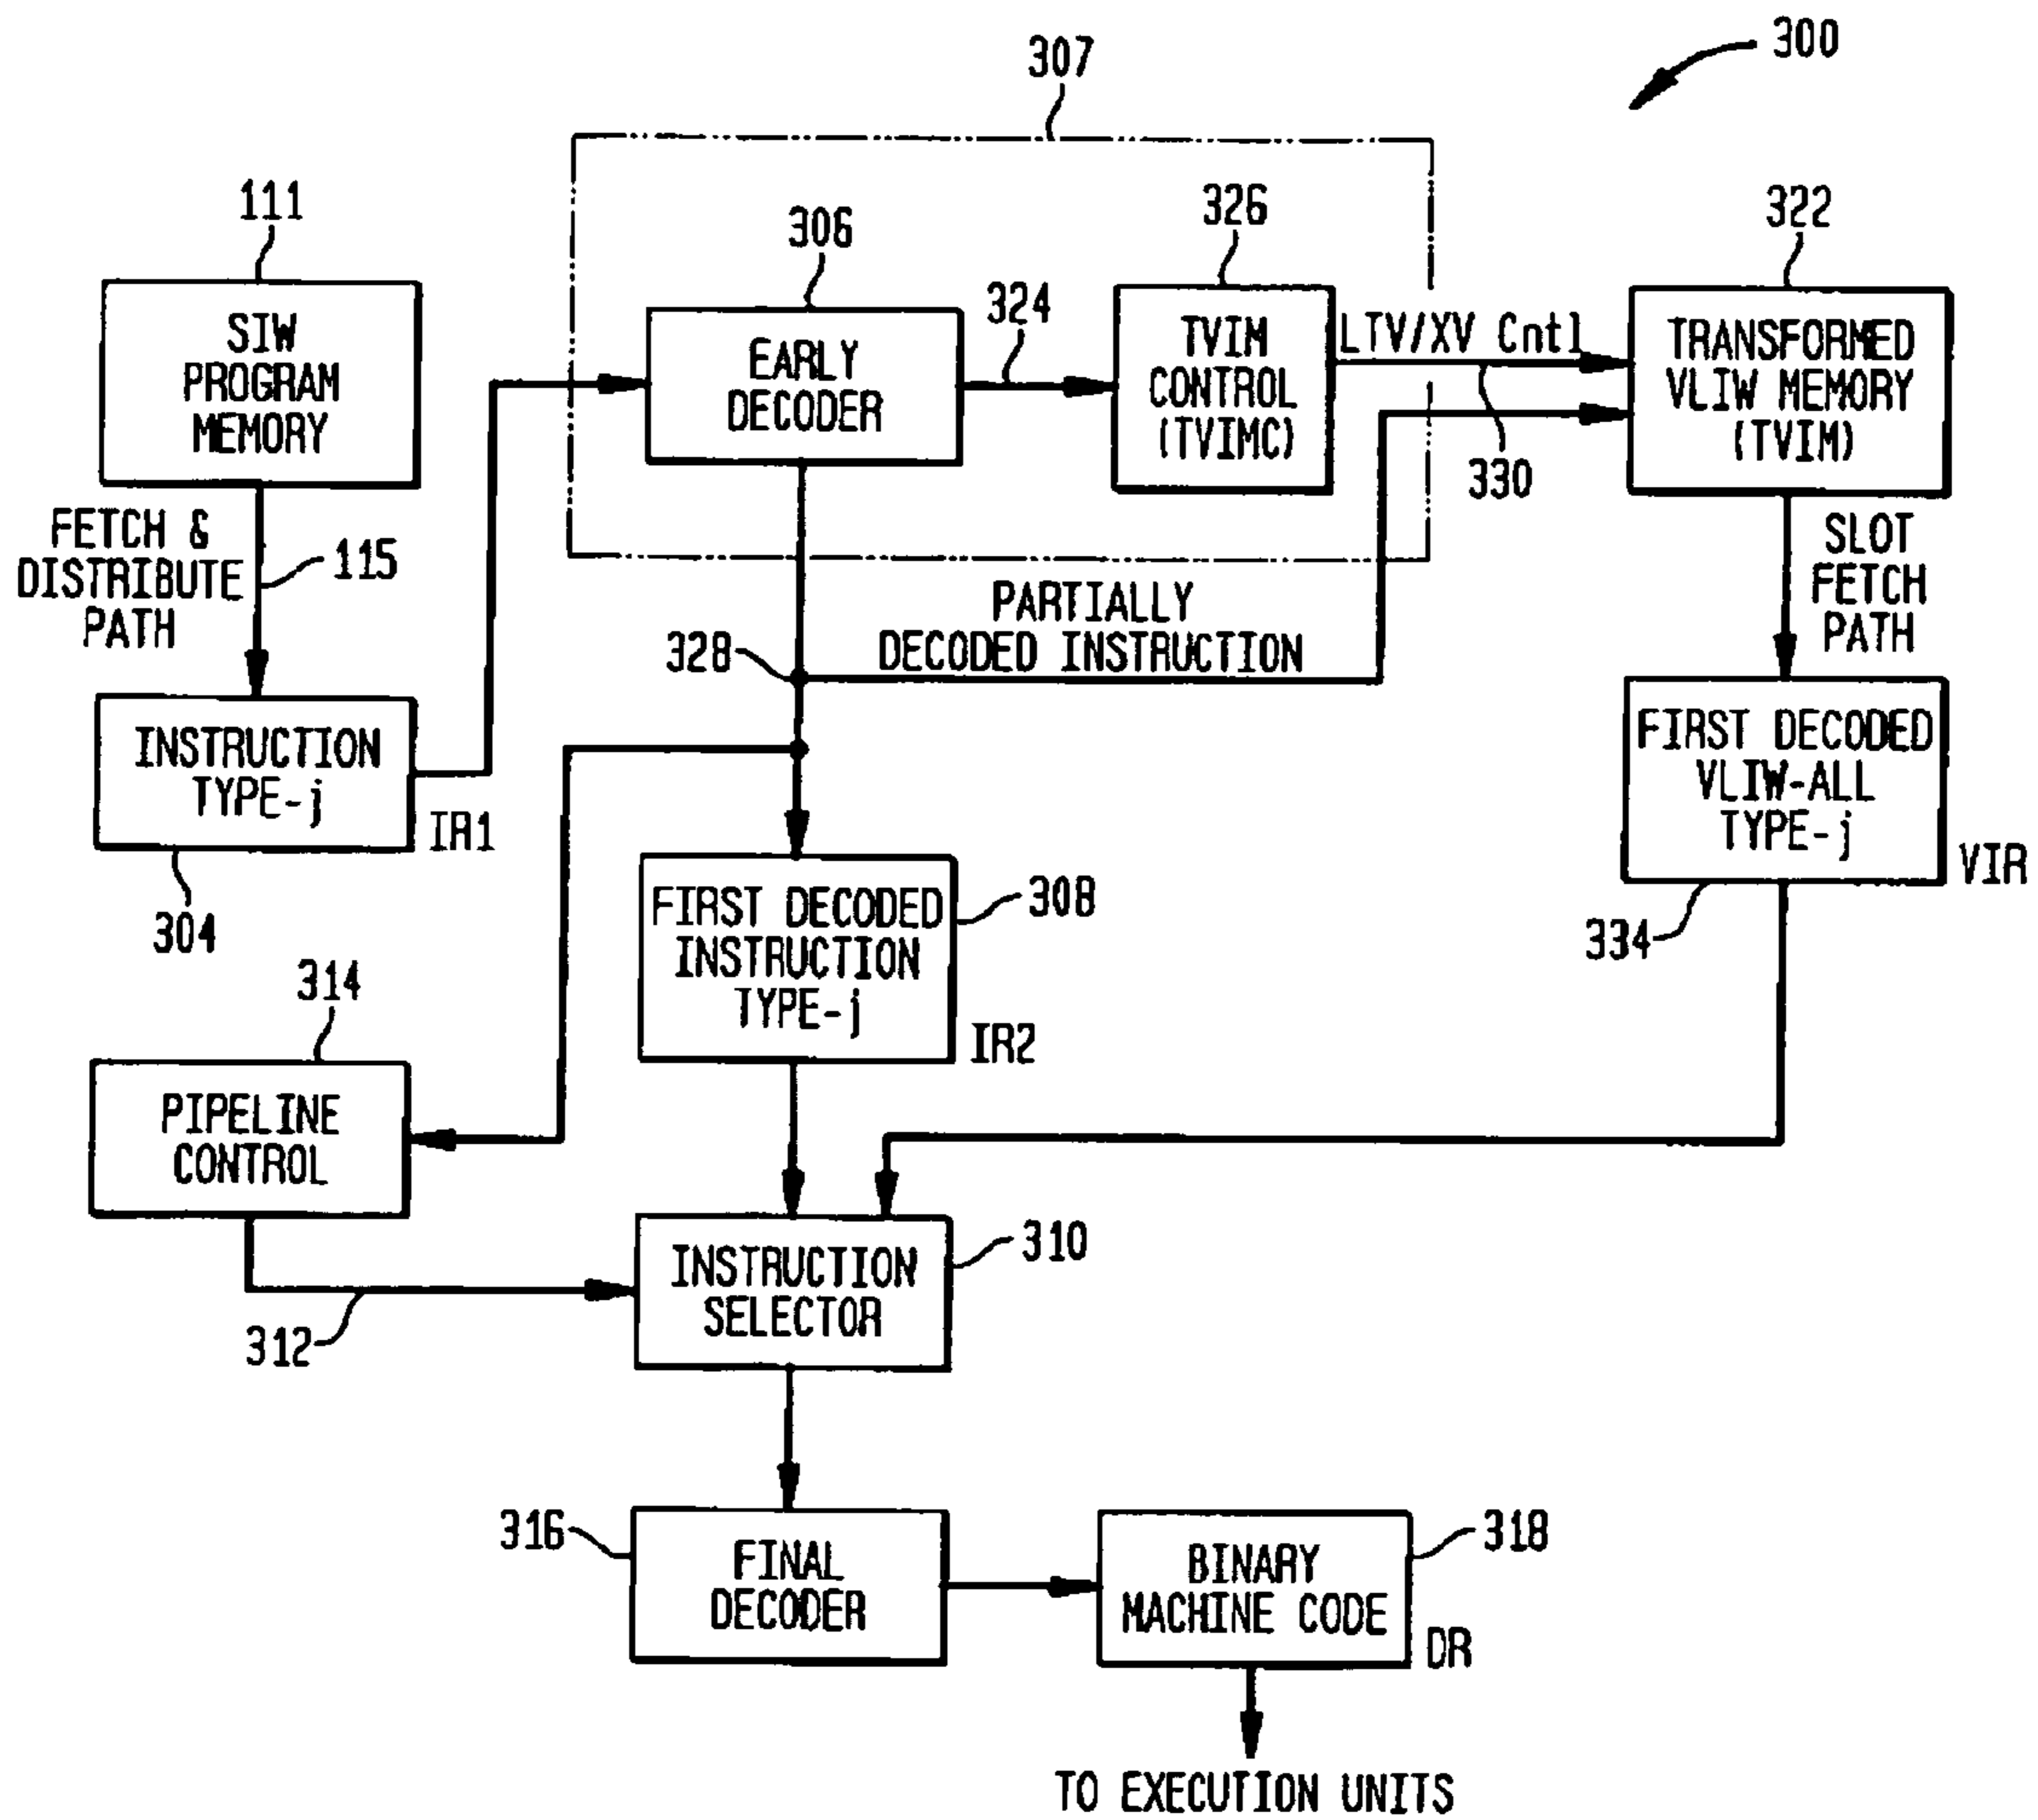 300
307
111
306
326
322
SIW
PROGRAM
MEMORY
EARLY
DECODER
324
TVIM
CONTROL
(TVIMC)
LTV/XV Cntl
330
TRANSFORMED
VLIW MEMORY
(TVIM)
FETCH &
DISTRIBUTE
PATH
115
SLOT
FETCH
PATH
328
PARTIALLY
DECODED INSTRUCTION
INSTRUCTION
TYPE-j
IR1
304
FIRST DECODED
VLIW-ALL
TYPE-j
VIR
334
FIRST DECODED
INSTRUCTION
TYPE-j
308
IR2
314
PIPELINE
CONTROL
312
INSTRUCTION
SELECTOR
310
316
FINAL
DECODER
BINARY
MACHINE CODE
318
DR
TO EXECUTION UNITS